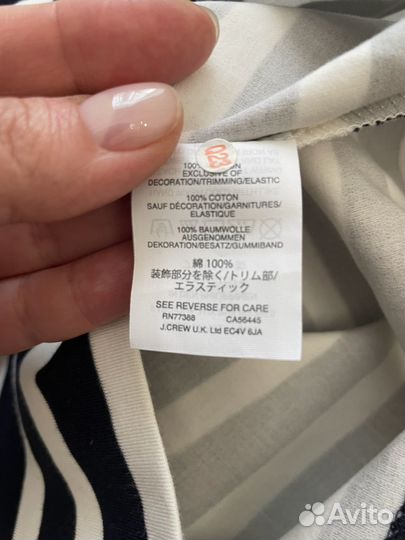 023
100% COTTON
EXCLUSIVE OF
DECORATION/TRIMMING/ELASTIC
100% COTON
SAUF DÉCORATION/GARNITURES/
ELASTIQUE
100% BAUMWOLLE
AUSGENOMMEN
DEKORATION/BESATZ/GUMMIBAND
綿 100%
装飾部分を除く/トリム部/
エラスティック
SEE REVERSE FOR CARE
RN77388 CA56445
J.CREW U.K. Ltd EC4V 6JA
Avito